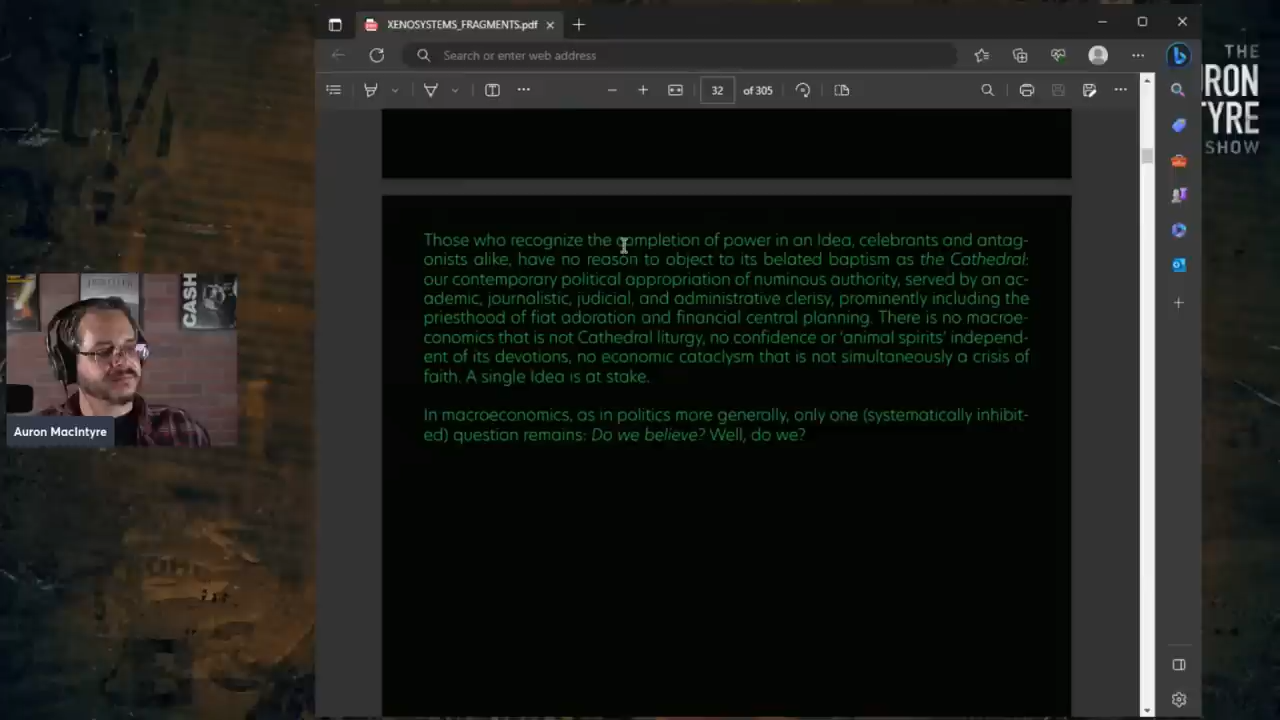 XENOSYSTEMS_FRAGMENTS.pdf
Search or enter web address
32 of 305
THE
URON
TYRE
SHOW
Those who recognize the completion of power in an Idea, celebrants and antag-
onists alike, have no reason to object to its belated baptism as the Cathedral:
our contemporary political appropriation of numinous authority, served by an ac-
ademic, journalistic, judicial, and administrative clerisy, prominently including the
priesthood of fiat adoration and financial central planning. There is no macroe-
conomics that is not Cathedral liturgy, no confidence or 'animal spirits' independ-
ent of its devotions, no economic cataclysm that is not simultaneously a crisis of
faith. A single Idea is at stake.
In macroeconomics, as in politics more generally, only one (systematically inhibit-
ed) question remains: Do we believe? Well, do we?
CASH
Auron MacIntyre